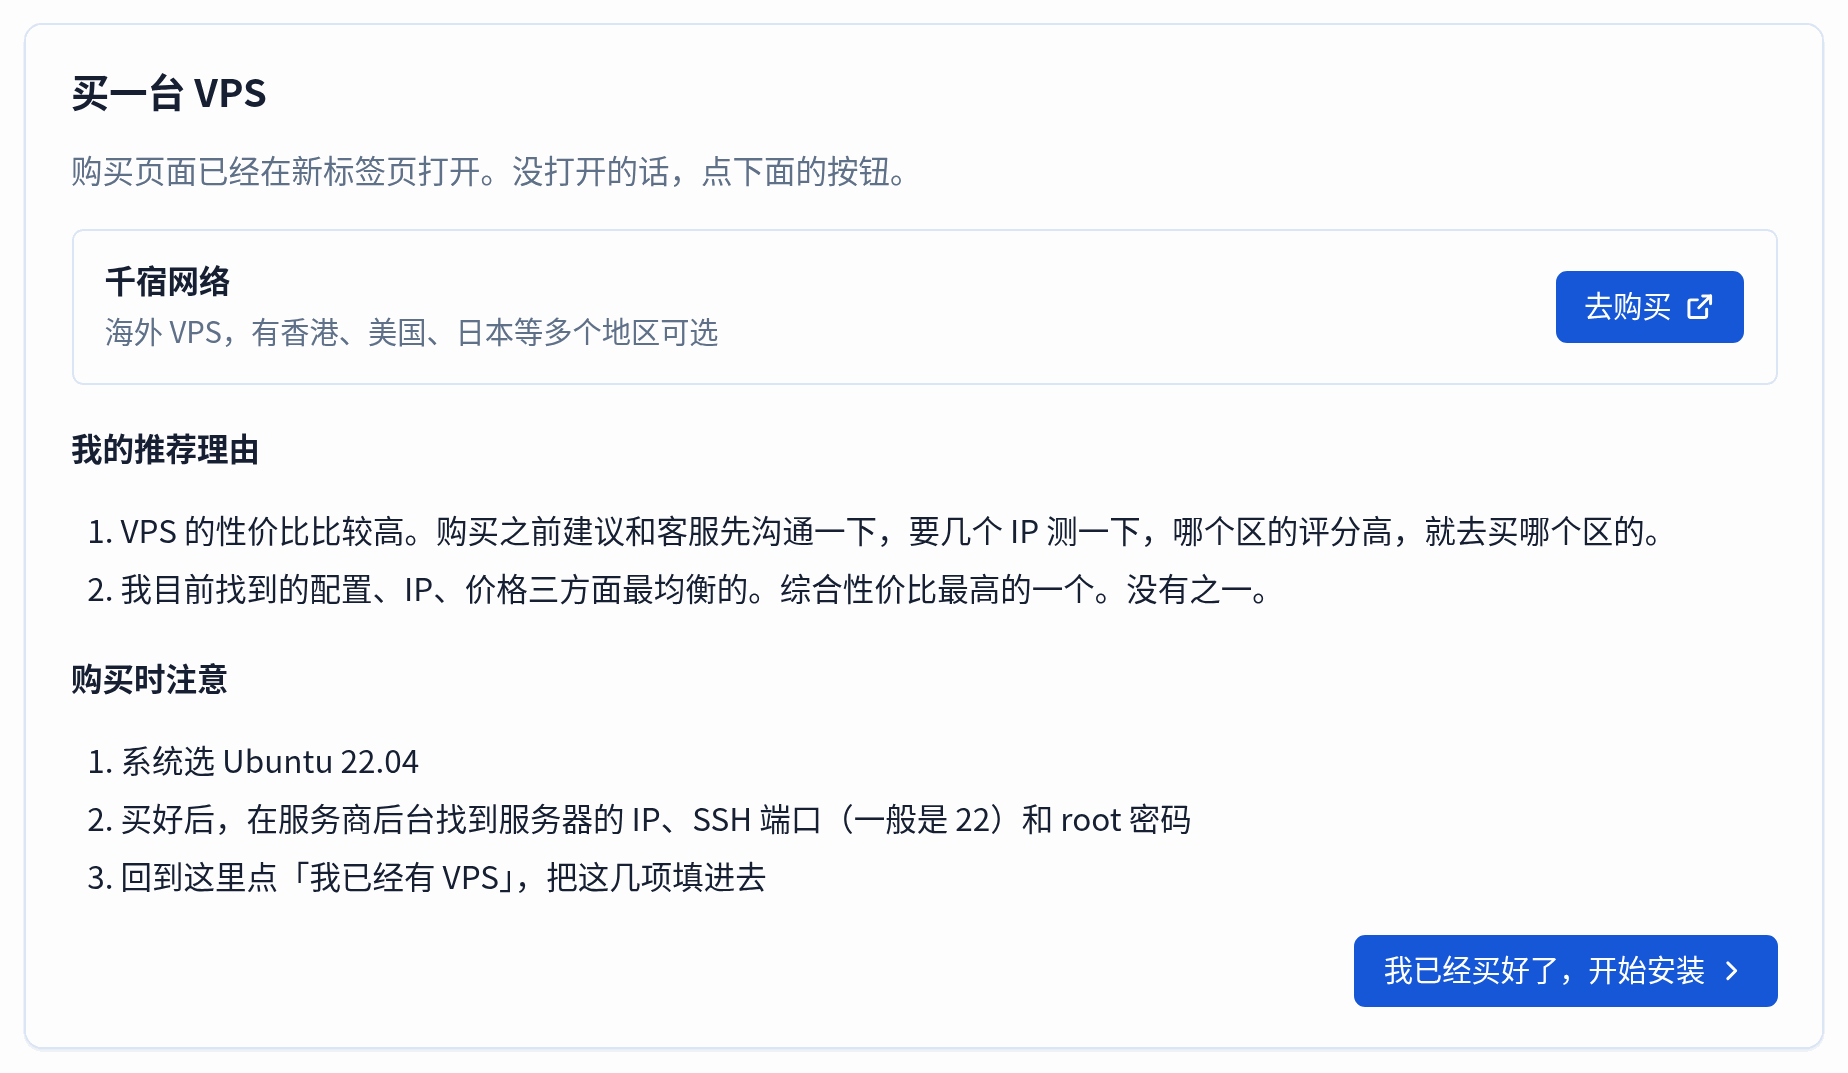 买一台 VPS
购买页面已经在新标签页打开。没打开的话，点下面的按钮。
千宿网络
海外 VPS，有香港、美国、日本等多个地区可选
去购买
我的推荐理由
1. VPS 的性价比比较高。购买之前建议和客服先沟通一下，要几个 IP 测一下，哪个区的评分高，就去买哪个区的。
2. 我目前找到的配置、IP、价格三方面最均衡的。综合性价比最高的一个。没有之一。
购买时注意
1. 系统选 Ubuntu 22.04
2. 买好后，在服务商后台找到服务器的 IP、SSH 端口（一般是 22）和 root 密码
3. 回到这里点「我已经有 VPS」，把这几项填进去
我已经买好了，开始安装